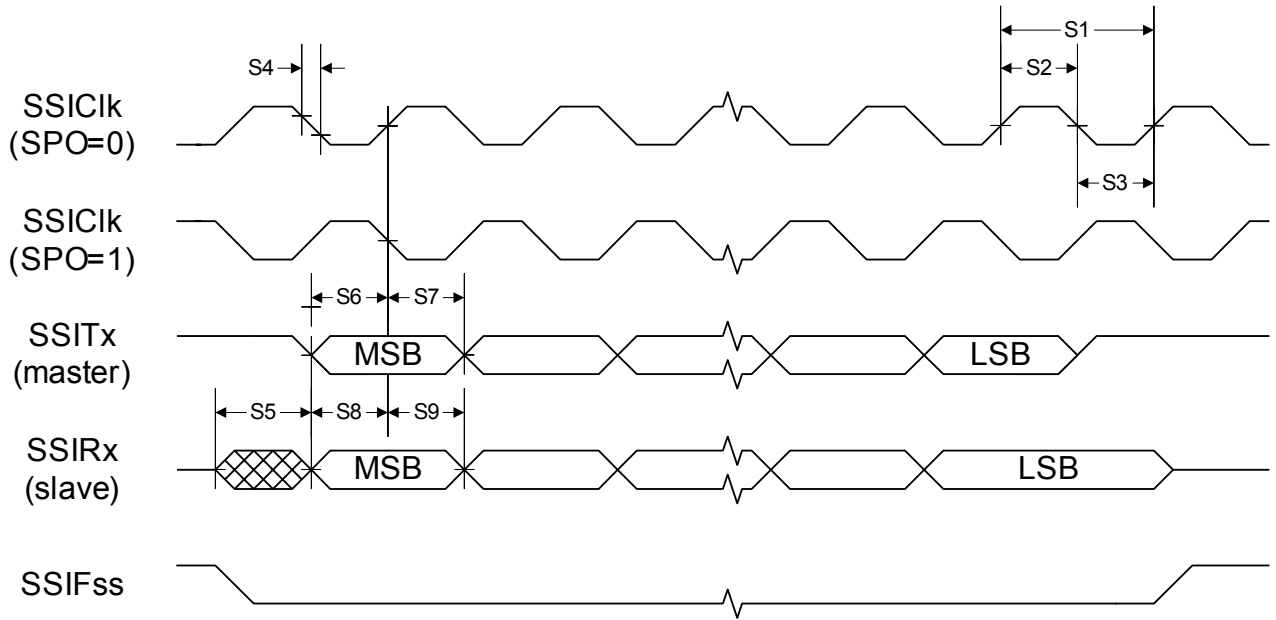 S1
S4
S2
SSIClk
(SPO=0)
S3
SSIClk
(SPO=1)
S6
S7
SSITx
(master)
MSB
LSB
S5
S8
S9
SSIRx
(slave)
MSB
LSB
SSIFss